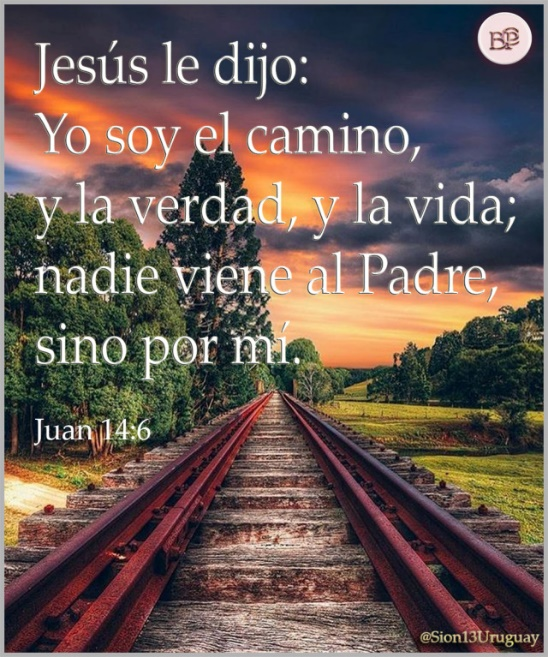 BP
Jesús le dijo:
Yo soy el camino,
y la verdad, y la vida;
nadie viene al Padre,
sino por mí.
Juan 14:6
@Sion13Uruguay